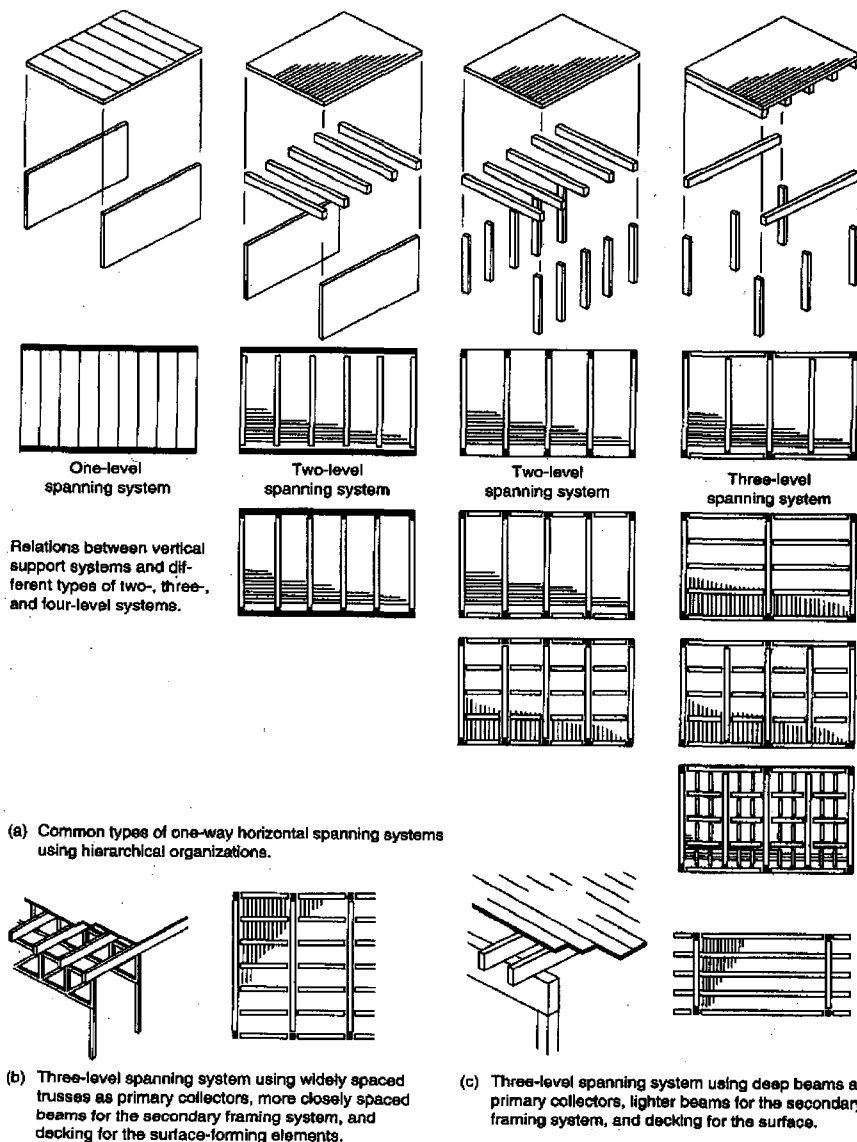 One-level
spanning system
Two-level
spanning system
Two-level
spanning system
Three-level
spanning system
Relations between vertical
support systems and dif-
ferent types of two-, three-,
and four-level systems.
(a) Common types of one-way horizontal spanning systems
using hierarchical organizations.
(b) Three-level spanning system using widely spaced
trusses as primary collectors, more closely spaced
beams for the secondary framing system, and
decking for the surface-forming elements.
(c) Three-level spanning system using deep beams a
primary collectors, lighter beams for the secondary
framing system, and decking for the surface.